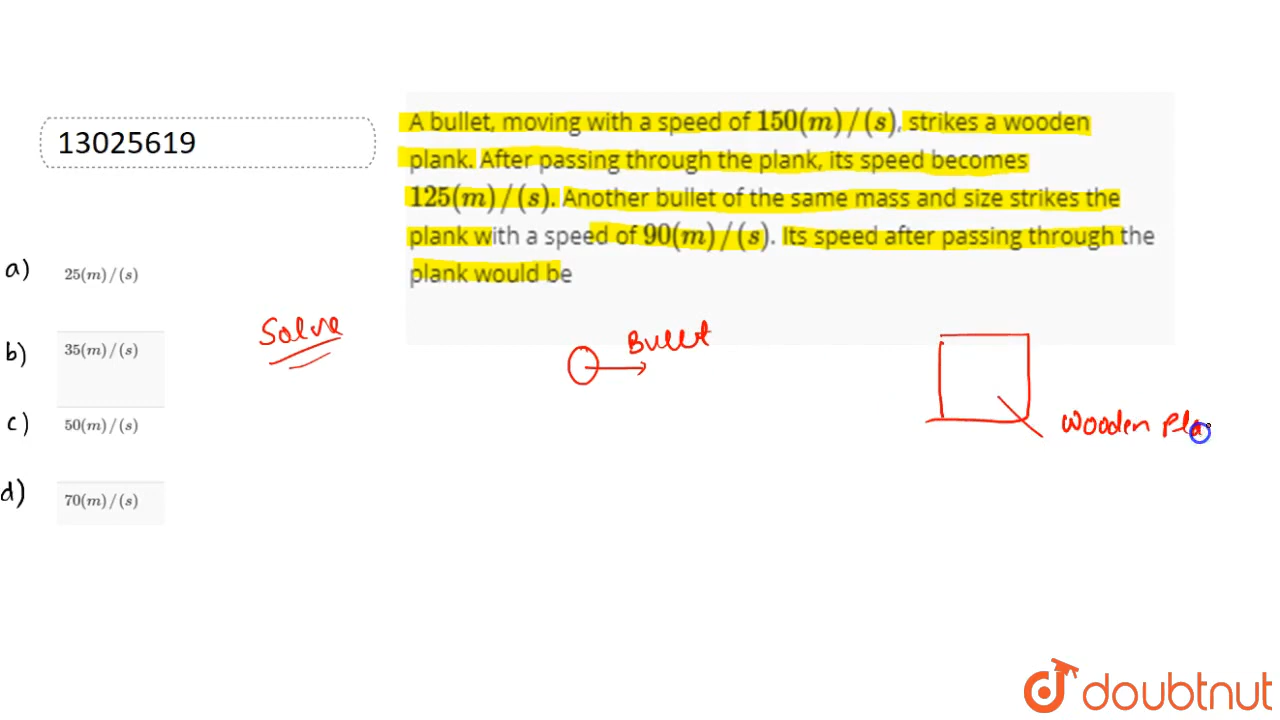 13025619
A bullet, moving with a speed of 150(m)/(s), strikes a wooden
plank. After passing through the plank, its speed becomes
125(m)/(s). Another bullet of the same mass and size strikes the
plank with a speed of 90(m)/(s). Its speed after passing through the
plank would be
a) 25(m)/(s)
b) 35(m)/(s)
c) 50(m)/(s)
d) 70(m)/(s)
Solve
Bullet
Wooden Pla
doubtnut